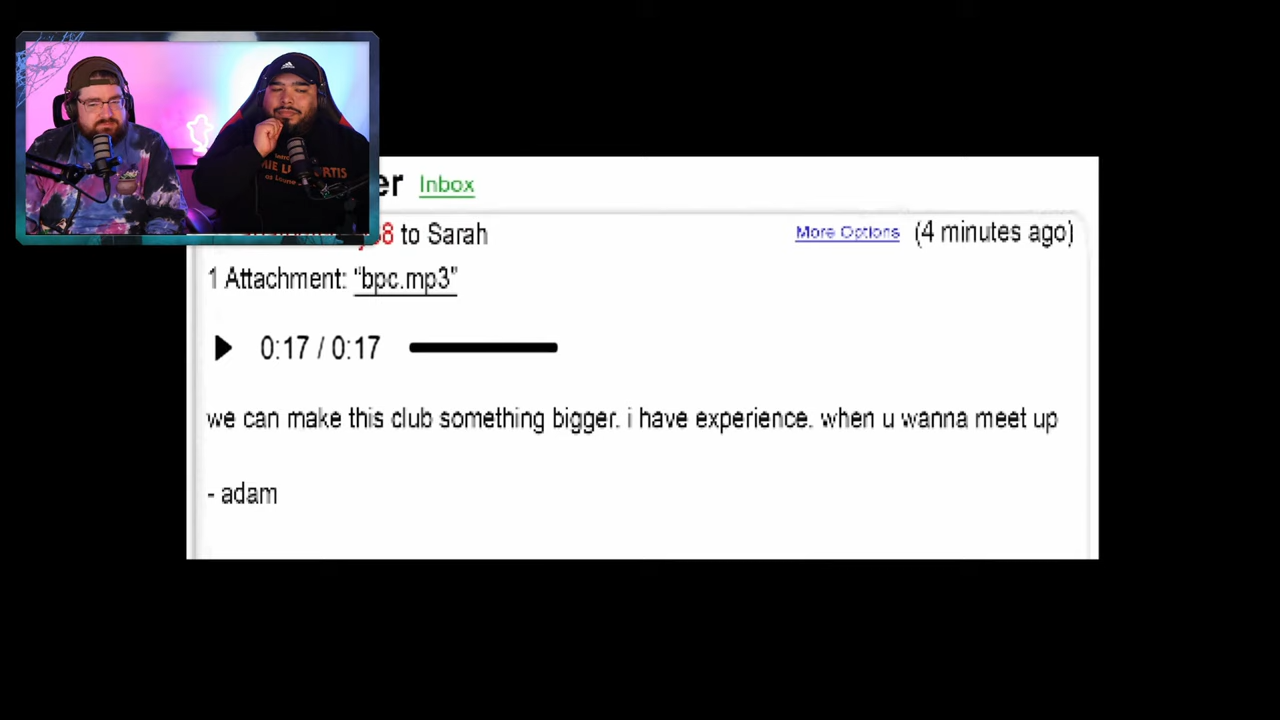 Inbox
to Sarah
More Options (4 minutes ago)
1 Attachment: "bpc.mp3"
0:17 / 0:17
we can make this club something bigger. i have experience. when u wanna meet up
- adam